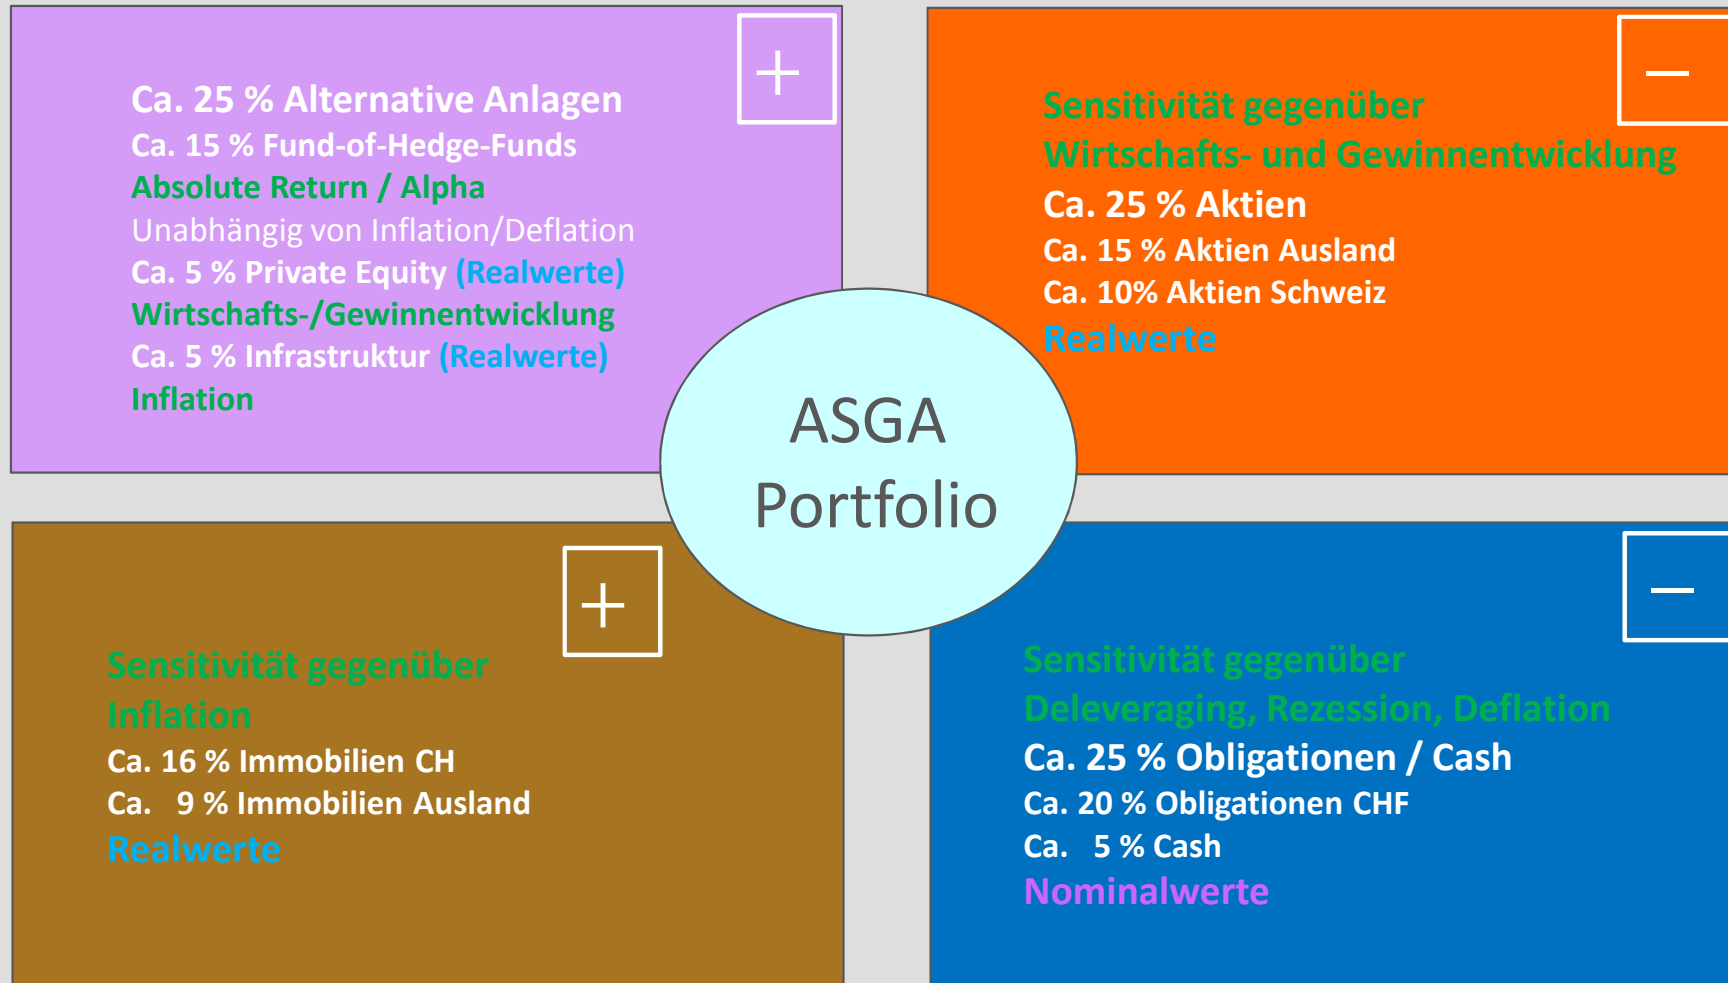 +
Ca. 25 % Alternative Anlagen
Ca. 15 % Fund-of-Hedge-Funds
Absolute Return / Alpha
Unabhängig von Inflation/Deflation
Ca. 5 % Private Equity (Realwerte)
Wirtschafts-/Gewinnentwicklung
Ca. 5 % Infrastruktur (Realwerte)
Inflation
–
Sensitivität gegenüber
Wirtschafts- und Gewinnentwicklung
Ca. 25 % Aktien
Ca. 15 % Aktien Ausland
Ca. 10% Aktien Schweiz
Realwerte
ASGA
Portfolio
+
Sensitivität gegenüber
Inflation
Ca. 16 % Immobilien CH
Ca. 9 % Immobilien Ausland
Realwerte
–
Sensitivität gegenüber
Deleveraging, Rezession, Deflation
Ca. 25 % Obligationen / Cash
Ca. 20 % Obligationen CHF
Ca. 5 % Cash
Nominalwerte